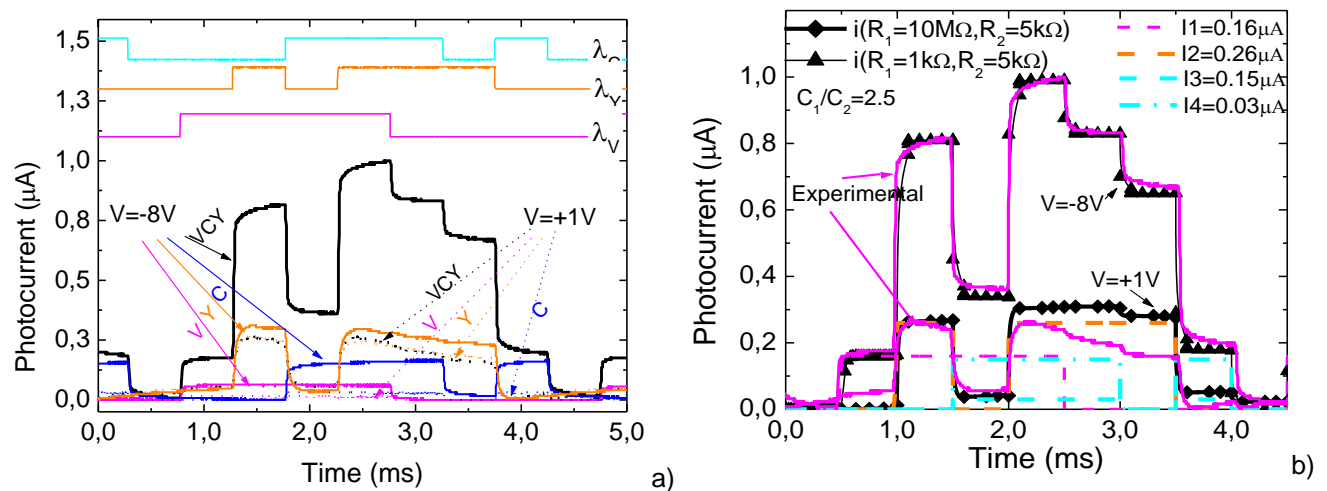 1,5
1,3
1,0
0,8
0,5
0,3
0,0
Photocurrent (µA)
λ_C
λ_Y
λ_V
V=-8V
VCY
V
Y
C
V=+1V
VCY
V
Y
C
0,0 1,0 2,0 3,0 4,0 5,0
Time (ms)
a)
i(R₁=10MΩ,R₂=5kΩ)
i(R₁=1kΩ,R₂=5kΩ)
C₁/C₂=2.5
I1=0.16µA
I2=0.26µA
I3=0.15µA
I4=0.03µA
1,0
0,8
0,6
0,4
0,2
0,0
Photocurrent (µA)
Experimental
V=-8V
V=+1V
0,0 1,0 2,0 3,0 4,0
Time (ms)
b)